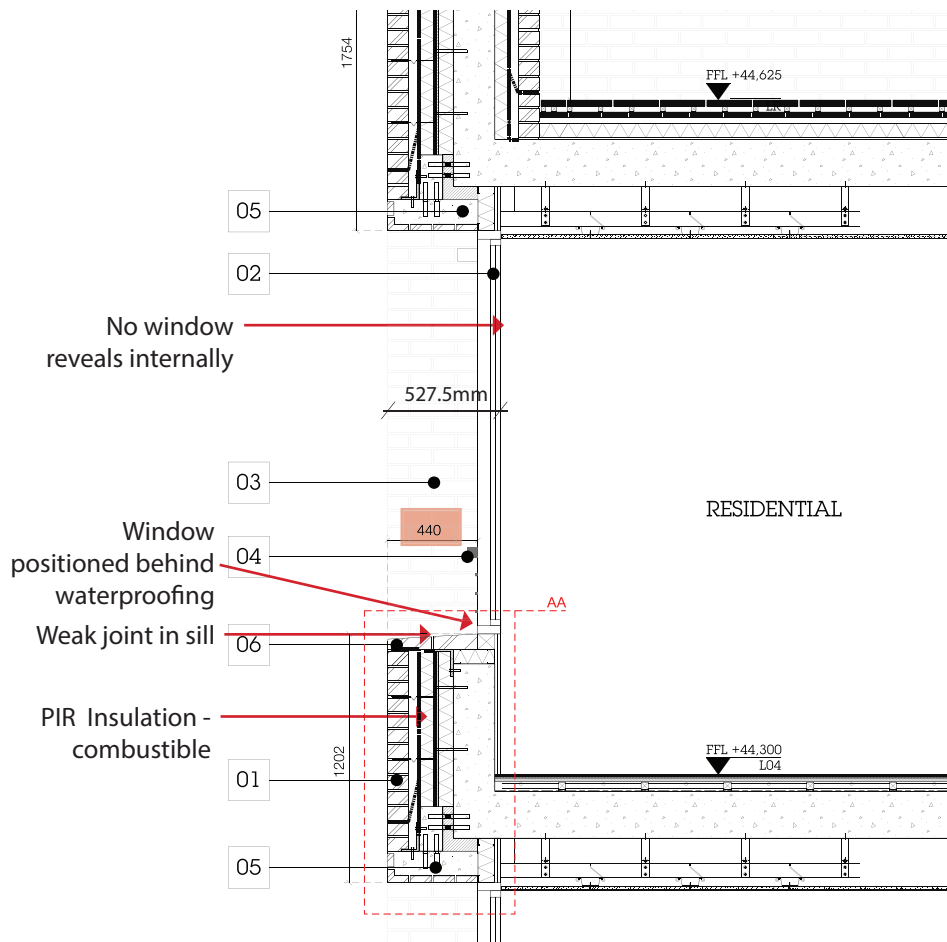 1754
FFL +44,625
05
02
No window
reveals internally
527.5mm
03
RESIDENTIAL
440
Window
positioned behind
waterproofing
04
AA
Weak joint in sill
06
PIR Insulation -
combustible
1202
FFL +44,300
L04
01
05